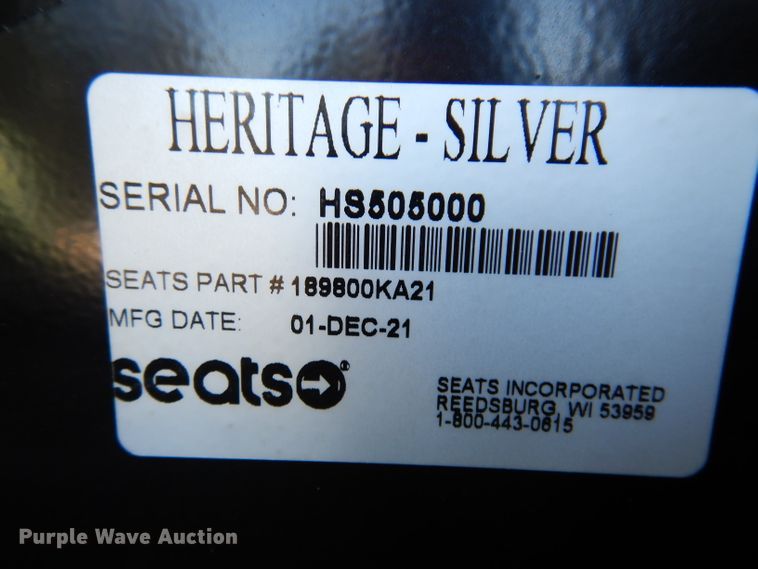 HERITAGE - SILVER
SERIAL NO: HS505000
SEATS PART # 189800KA21
MFG DATE: 01-DEC-21
seats®
SEATS INCORPORATED
REEDSBURG, WI 53959
1-800-443-0615
Purple Wave Auction